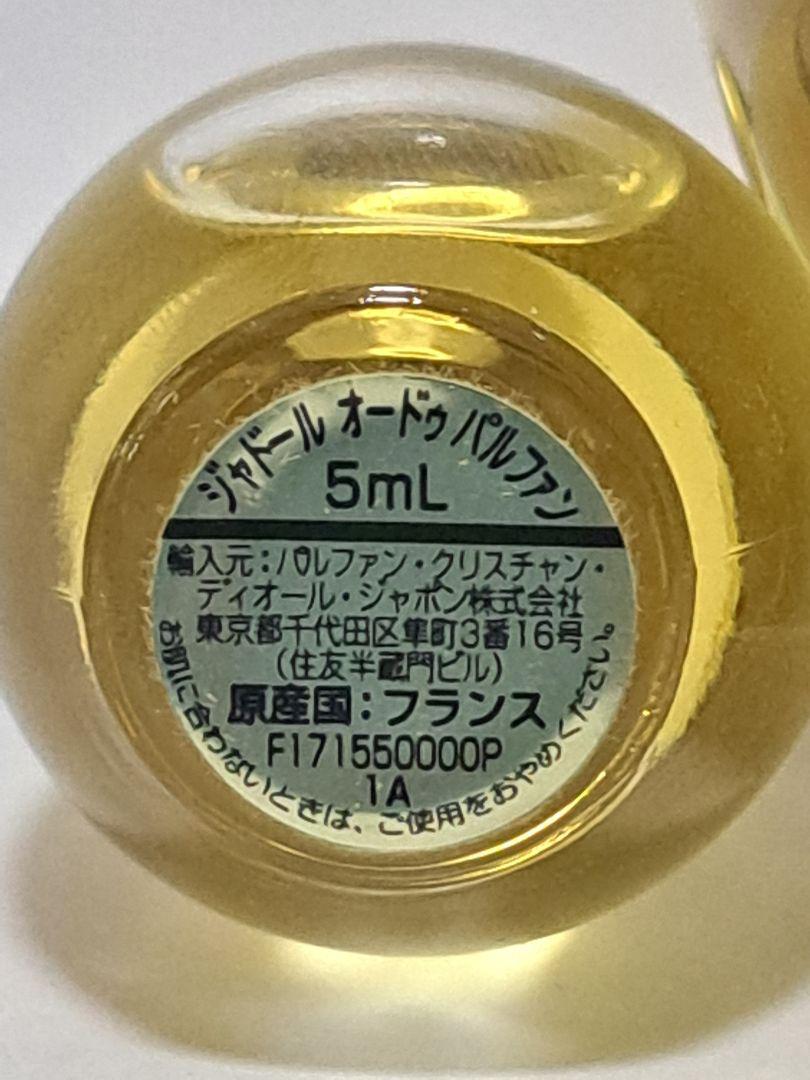 ジャドール オードゥ パルファン
5mL
輸入元:パルファン・クリスチャン・
ディオール・ジャポン株式会社
東京都千代田区隼町3番16号
(住友半蔵門ビル)
原産国:フランス
F171550000P
1A
お肌に合わないときは、ご使用をおやめください。